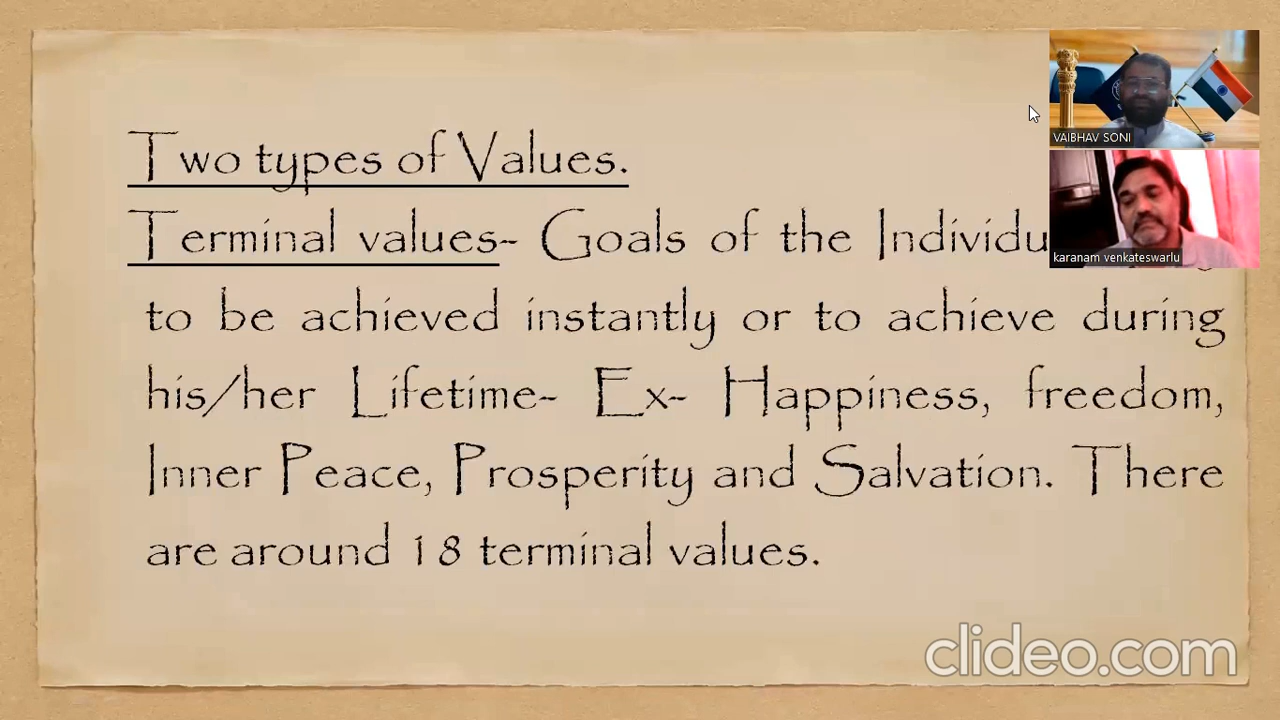 Two types of Values.
Terminal values- Goals of the
to be achieved instantly or to achieve during
his/her Lifetime- Ex- Happiness, freedom,
Inner Peace, Prosperity and Salvation. There
are around 18 terminal values.
VAIBHAV SONI
karanam venkateswarlu
clideo.com